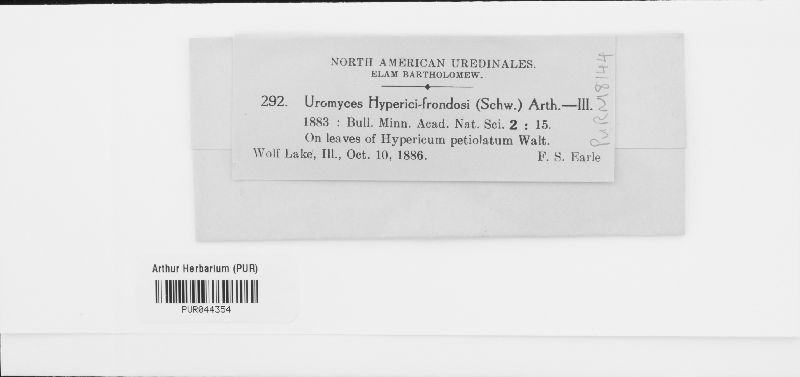 NORTH AMERICAN UREDINALES.
ELAM BARTHOLOMEW.
292. Uromyces Hyperici-frondosi (Schw.) Arth.—III.
1883 : Bull. Minn. Acad. Nat. Sci. 2 : 15.
On leaves of Hypericum petiolatum Walt.
Wolf Lake, Ill., Oct. 10, 1886. F. S. Earle
PURM8144
Arthur Herbarium (PUR)
PUR044354